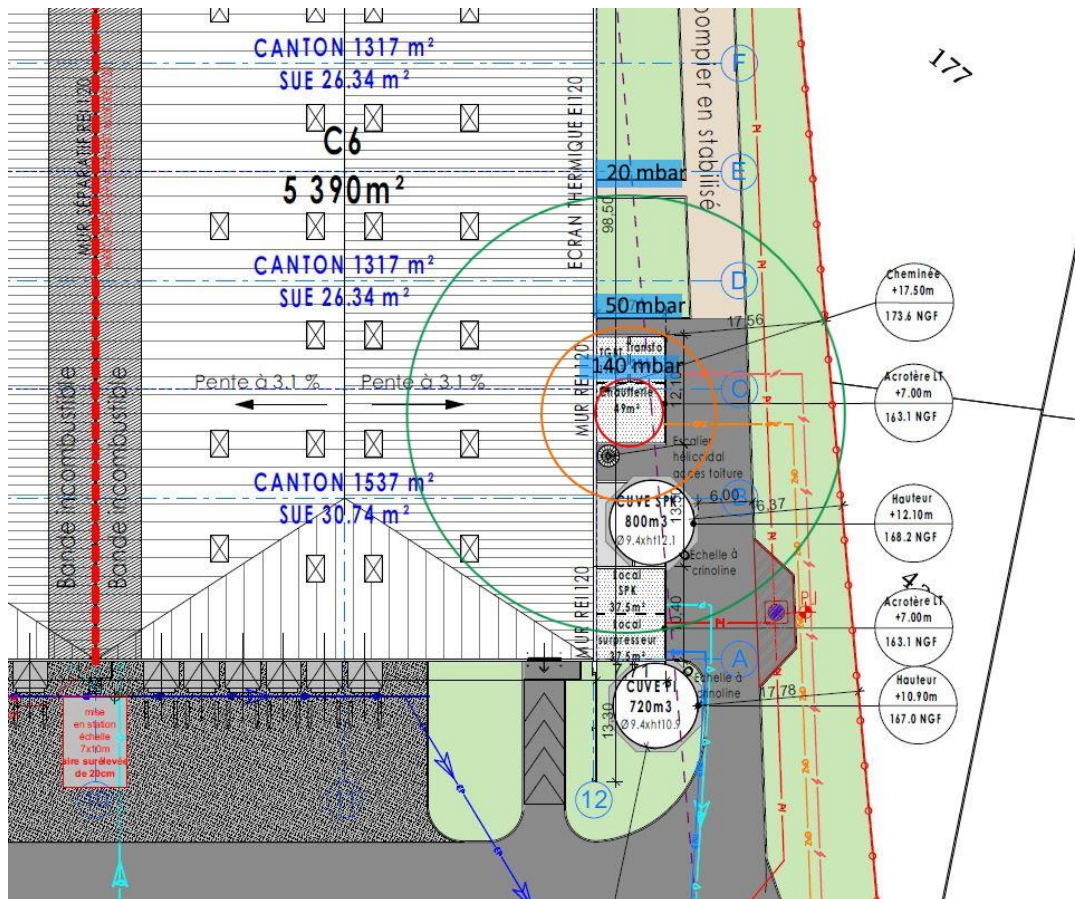 CANTON 1317 m²
SUE 26.34 m²
C6
5 390m²
CANTON 1317 m²
SUE 26.34 m²
Pente à 3.1 %
Pente à 3.1 %
CANTON 1537 m²
SUE 30.74 m²
MUR SÉPARATIF REI120
Bande incombustible
Bande incombustible
ECRAN THERMIQUE EI120
MUR REI120
MUR REI120
pompier en stabilisé
177
F
E
D
C
B
A
20 mbar
98.50
50 mbar
17.56
TGBT
Transfo
140 mbar
Chaufferie
49m²
Escalier
hélicoïdal
accès toiture
CUVE SPK
800m3
Ø9.4xht12.1
6.00
Echelle à
crinoline
Local
SPK
37.5m²
Local
surpresseur
37.5m²
PI
CUVE PI
720m3
Ø9.4xht10.9
Echelle à
crinoline
17.78
13.30
12
Cheminée
+17.50m
173.6 NGF
Acrotère LT
+7.00m
163.1 NGF
Hauteur
+12.10m
168.2 NGF
Acrotère LT
+7.00m
163.1 NGF
Hauteur
+10.90m
167.0 NGF
mise
en station
échelle
7x10m
aire surélevée
de 20cm